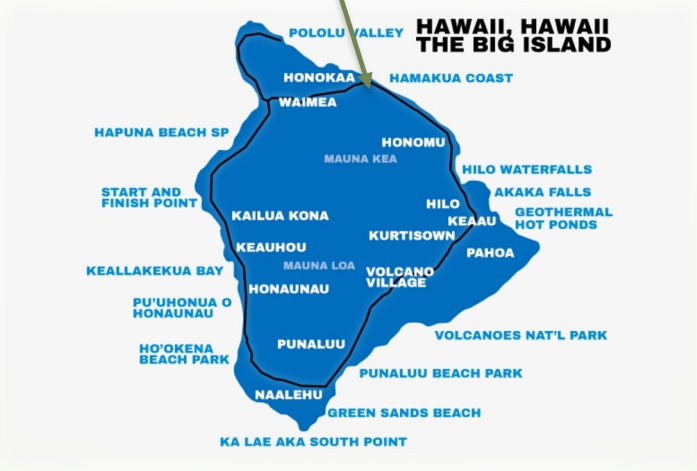 HAWAII, HAWAII
THE BIG ISLAND
POLOLU VALLEY
HONOKAA
HAMAKUA COAST
WAIMEA
HAPUNA BEACH SP
HONOMU
MAUNA KEA
HILO WATERFALLS
START AND
FINISH POINT
AKAKA FALLS
HILO
KAILUA KONA
KEAAU
GEOTHERMAL
HOT PONDS
KURTISOWN
KEAUHOU
PAHOA
MAUNA LOA
KEALLAKEKUA BAY
VOLCANO
VILLAGE
HONAUNAU
PU'UHONUA O
HONAUNAU
VOLCANOES NAT'L PARK
PUNALUU
HO'OKENA
BEACH PARK
PUNALUU BEACH PARK
NAALEHU
GREEN SANDS BEACH
KA LAE AKA SOUTH POINT